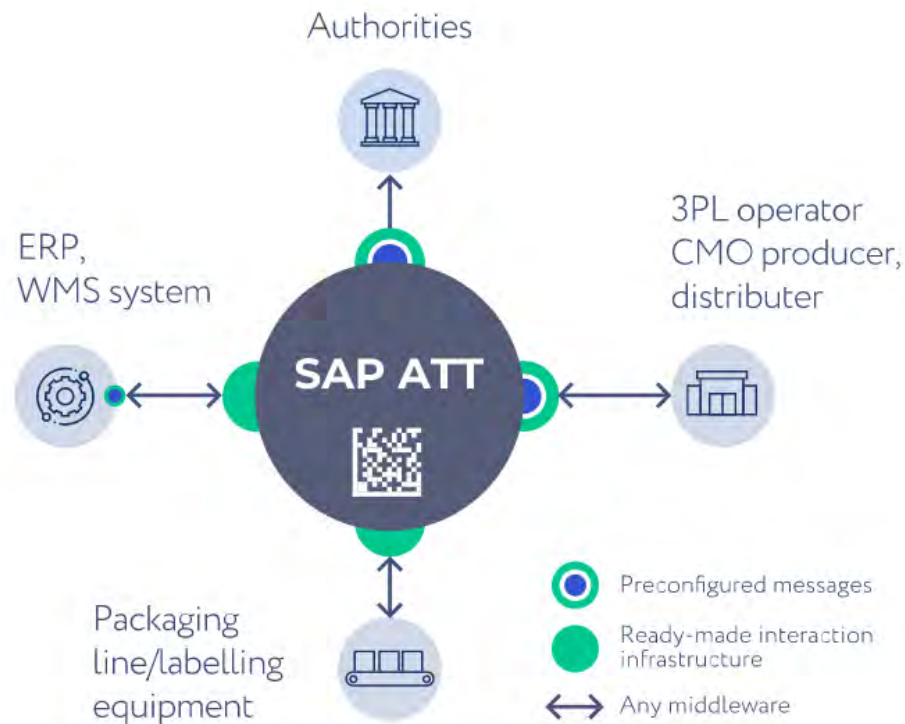 Authorities
3PL operator
CMO producer,
distributer
ERP,
WMS system
SAP ATT
Packaging
line/labelling
equipment
Preconfigured messages
Ready-made interaction
infrastructure
Any middleware